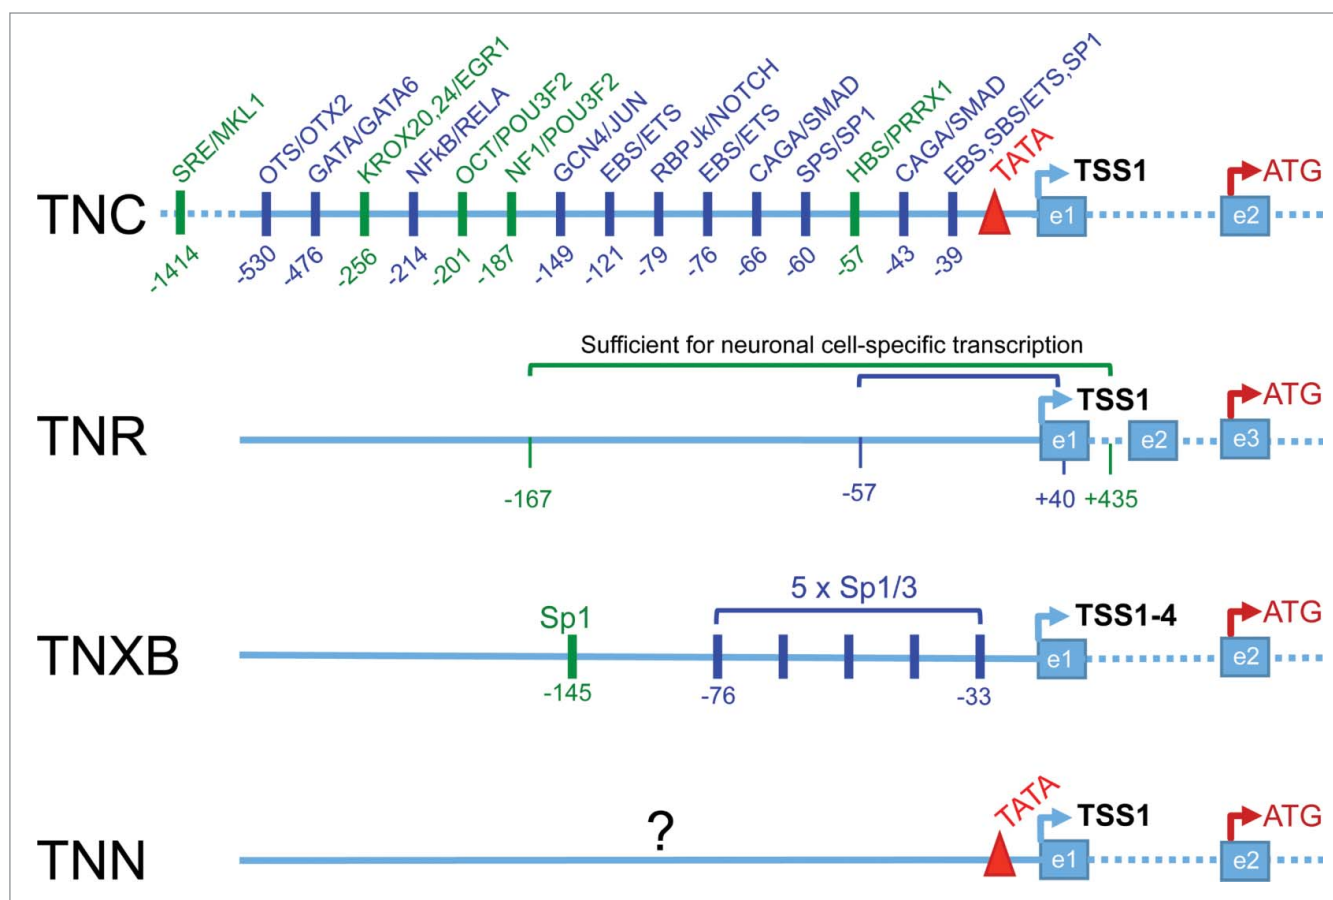 SRE/MKL1
OTS/OTX2
GATA/GATA6
KROX20,24/EGR1
NFkB/RELA
OCT/POU3F2
NF1/POU3F2
GCN4/JUN
EBS/ETS
RBPJk/NOTCH
EBS/ETS
CAGA/SMAD
SPS/SP1
HBS/PRRX1
CAGA/SMAD
EBS,SBS/ETS,SP1
TATA
TSS1
ATG
TNC
e1
e2
-1414
-530
-476
-256
-214
-201
-187
-149
-121
-79
-76
-66
-60
-57
-43
-39
Sufficient for neuronal cell-specific transcription
TSS1
ATG
TNR
e1
e2
e3
-167
-57
+40
+435
5 x Sp1/3
Sp1
TSS1-4
ATG
TNXB
e1
e2
-145
-76
-33
?
TATA
TSS1
ATG
TNN
e1
e2